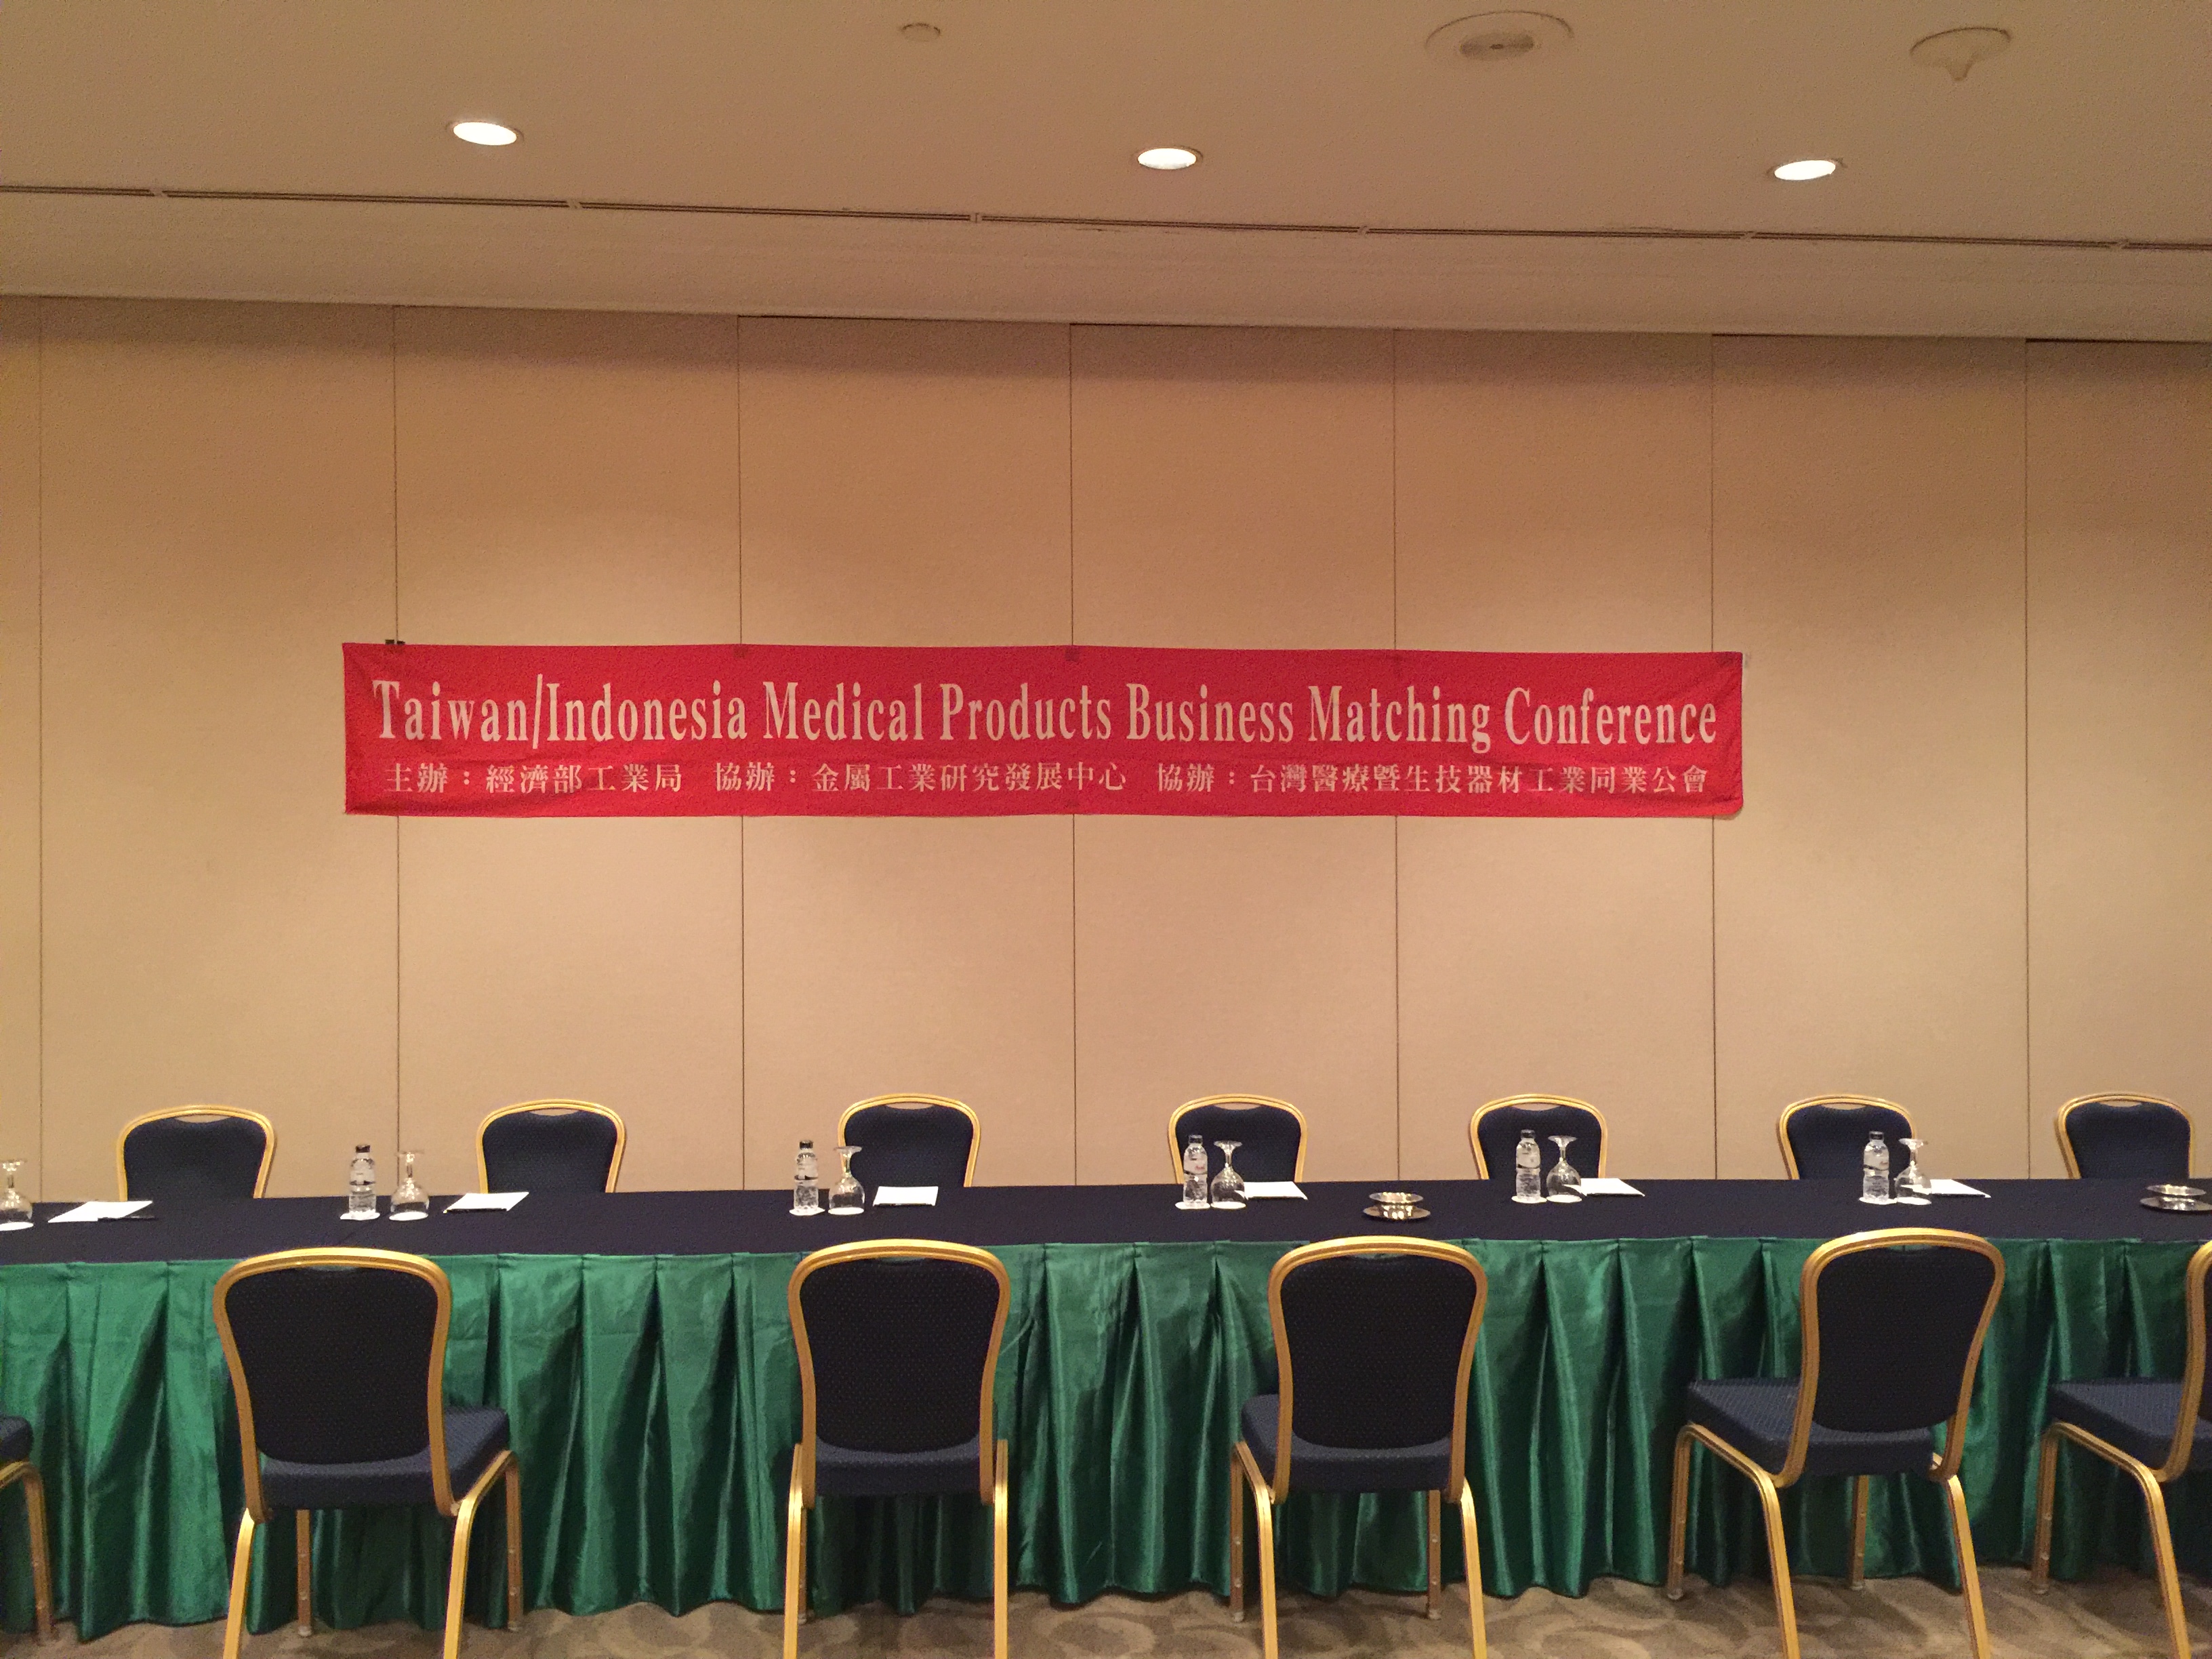 Taiwan/Indonesia Medical Products Business Matching Conference
主辦：經濟部工業局 協辦：金屬工業研究發展中心 協辦：台灣醫療暨生技器材工業同業公會